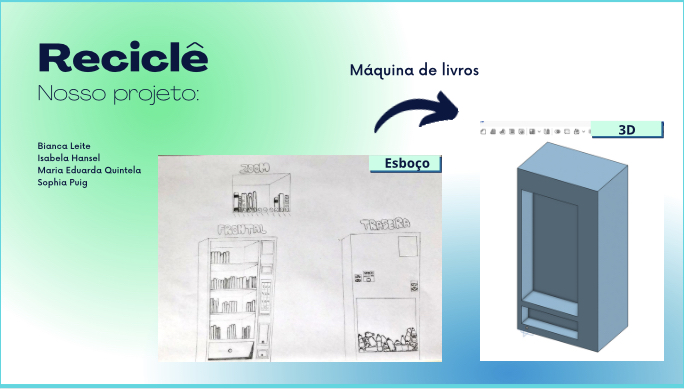 Reciclê
Nosso projeto:
Máquina de livros
Bianca Leite
Isabela Hansel
Maria Eduarda Quintela
Sophia Puig
Esboço
3D
ZOOM
FRONTAL
TRASEIRA